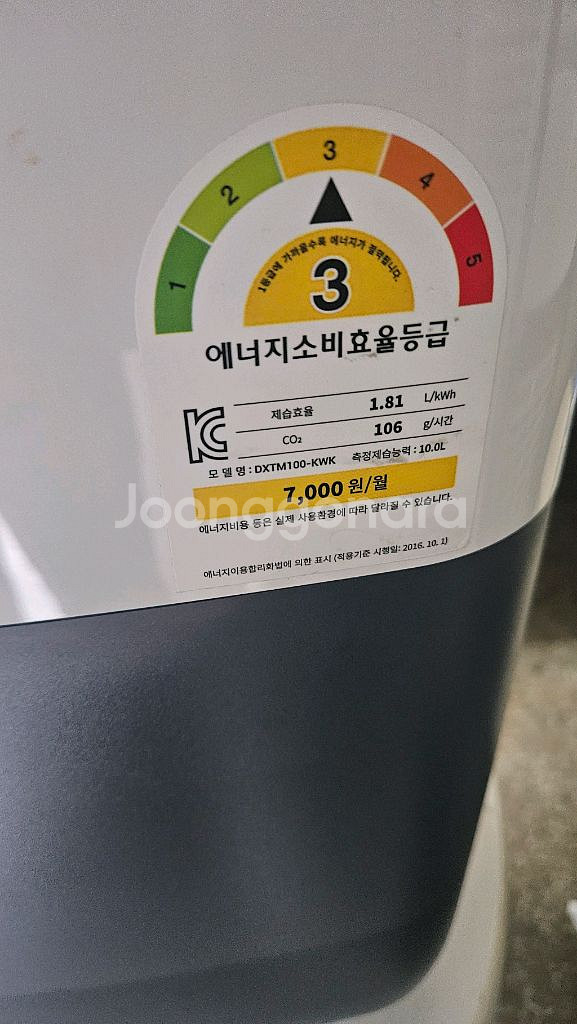 1
2
3
4
5
1등급에 가까울수록 에너지가 절약됩니다.
3
에너지소비효율등급
제습효율 1.81 L/kWh
CO₂ 106 g/시간
모 델 명 : DXTM100-KWK 측정제습능력 : 10.0L
7,000 원/월
Joonggonara
에너지비용 등은 실제 사용환경에 따라 달라질 수 있습니다.
에너지이용합리화법에 의한 표시 (적용기준 시행일: 2016. 10. 1)